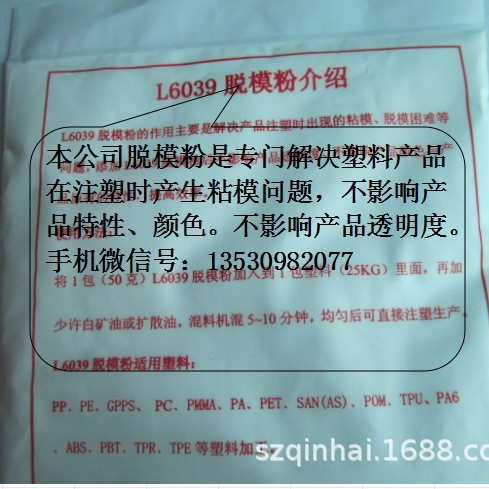 L6039 脱模粉介绍
L6039 脱模粉的作用主要是解决产品注塑时出现的粘模、脱模困难等
本公司脱模粉是专门解决塑料产品
在注塑时产生粘模问题，不影响产
品特性、颜色。不影响产品透明度。
手机微信号：13530982077
将 1 包（50 克）L6039 脱模粉加入到 1 包塑料（25KG）里面，再加
少许白矿油或扩散油，混料机混 5~10 分钟，均匀后可直接注塑生产。
L6039 脱模粉适用塑料：
PP、PE、GPPS、 PC、PMMA、PA、PET、SAN(AS)、POM、TPU、PA6
、ABS、PBT、TPR、TPE 等塑料加工。
szqinhai.1688.co